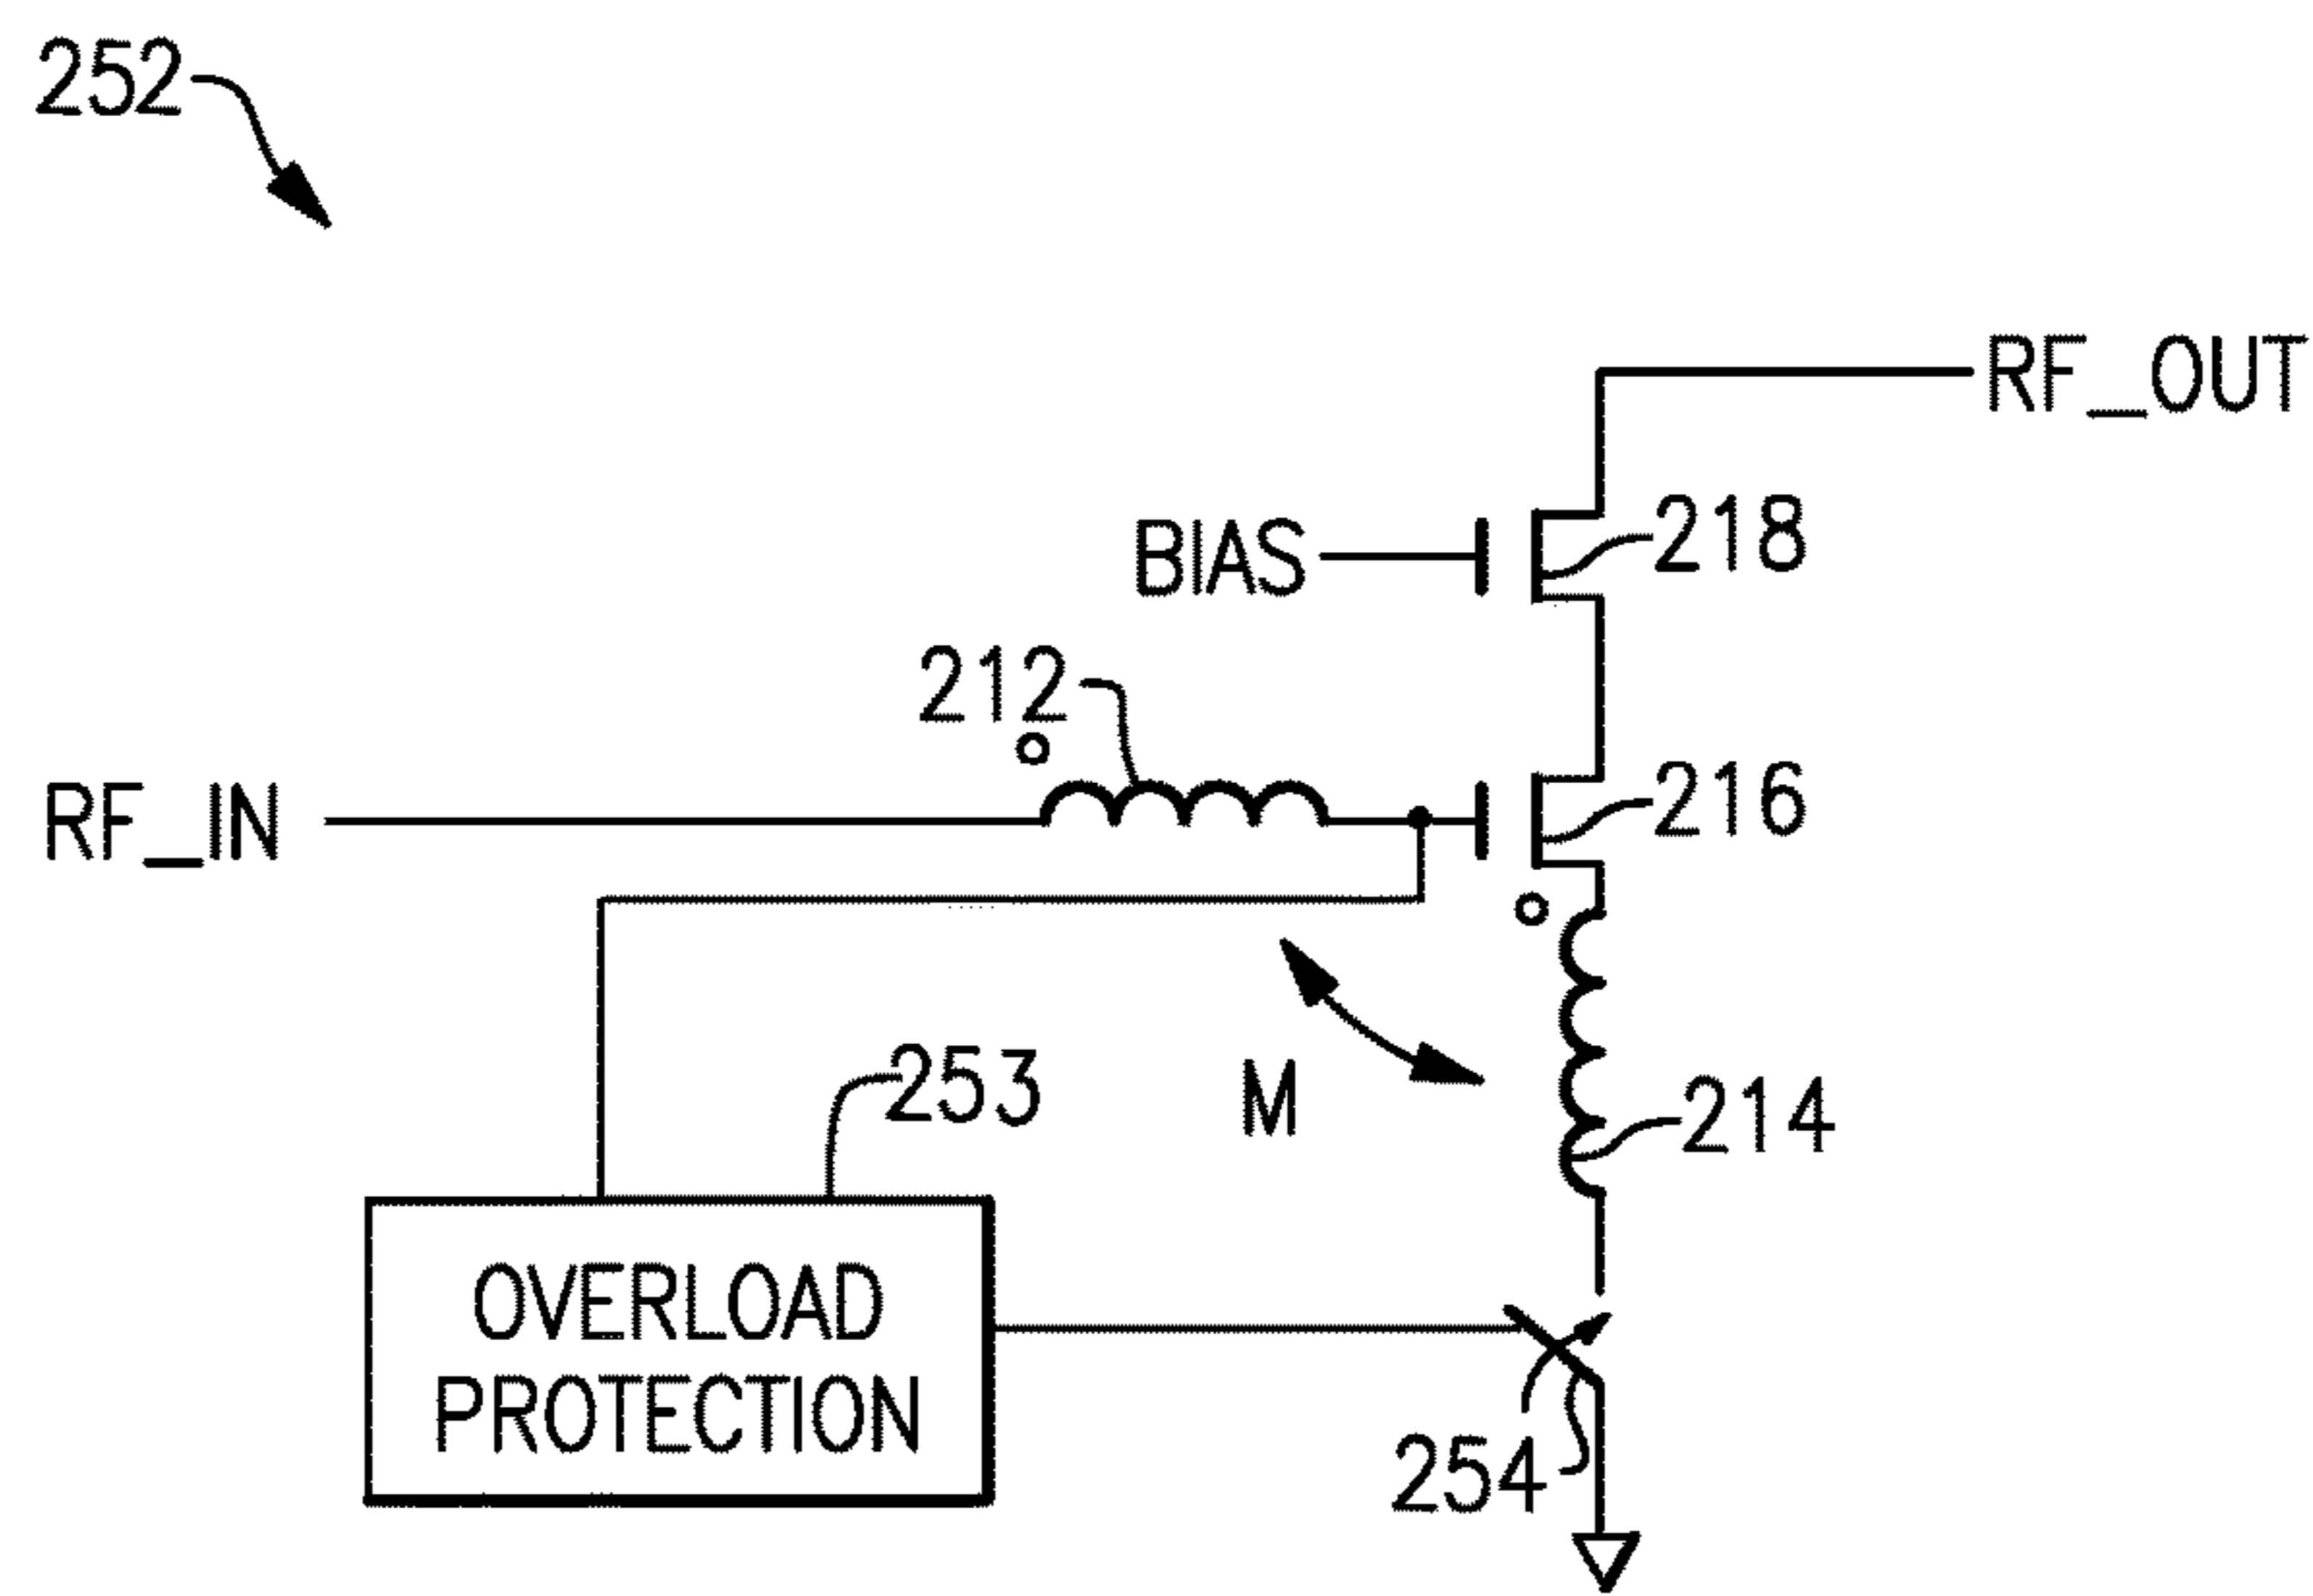 252
RF_OUT
218
BIAS
212
216
RF_IN
M
253
214
OVERLOAD
PROTECTION
254